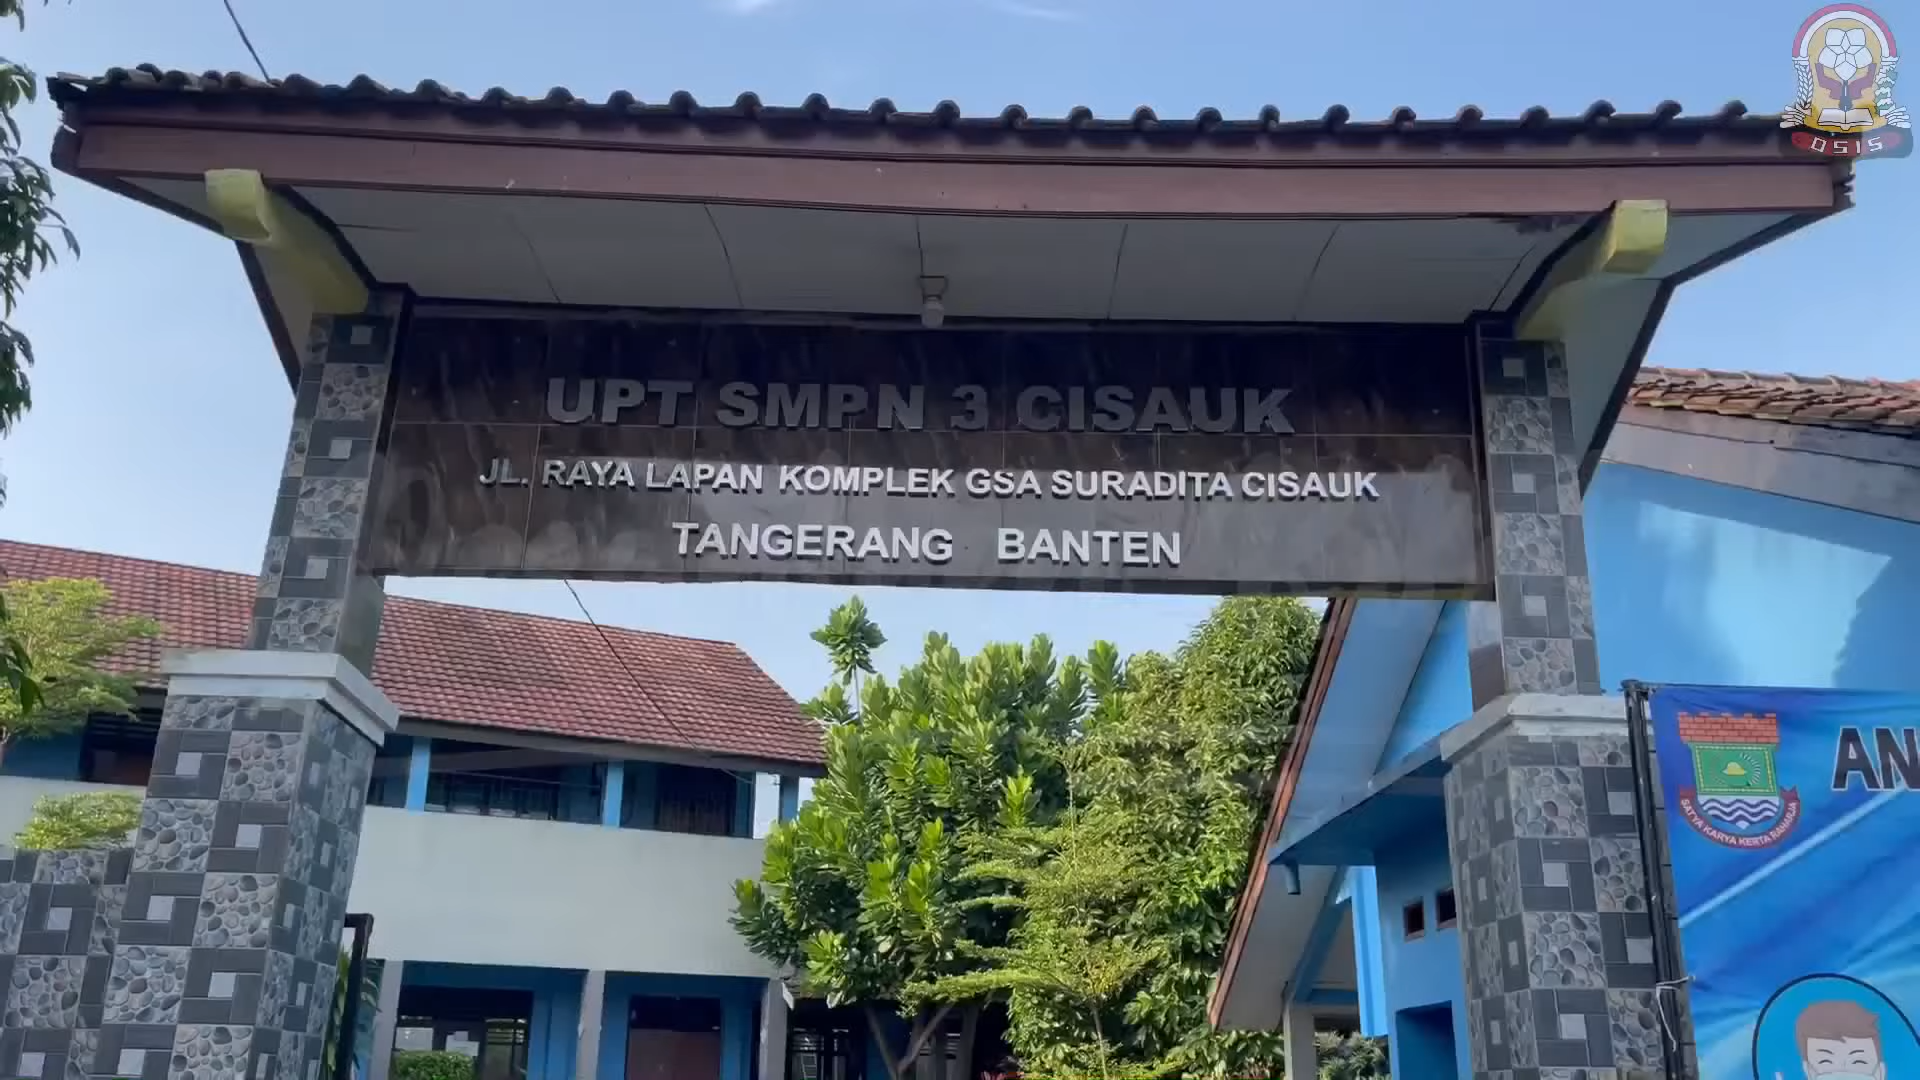 OSIS
UPT SMPN 3 CISAUK
JL. RAYA LAPAN KOMPLEK GSA SURADITA CISAUK
TANGERANG BANTEN
AN
SATYA KARYA KERTA RAHARJA